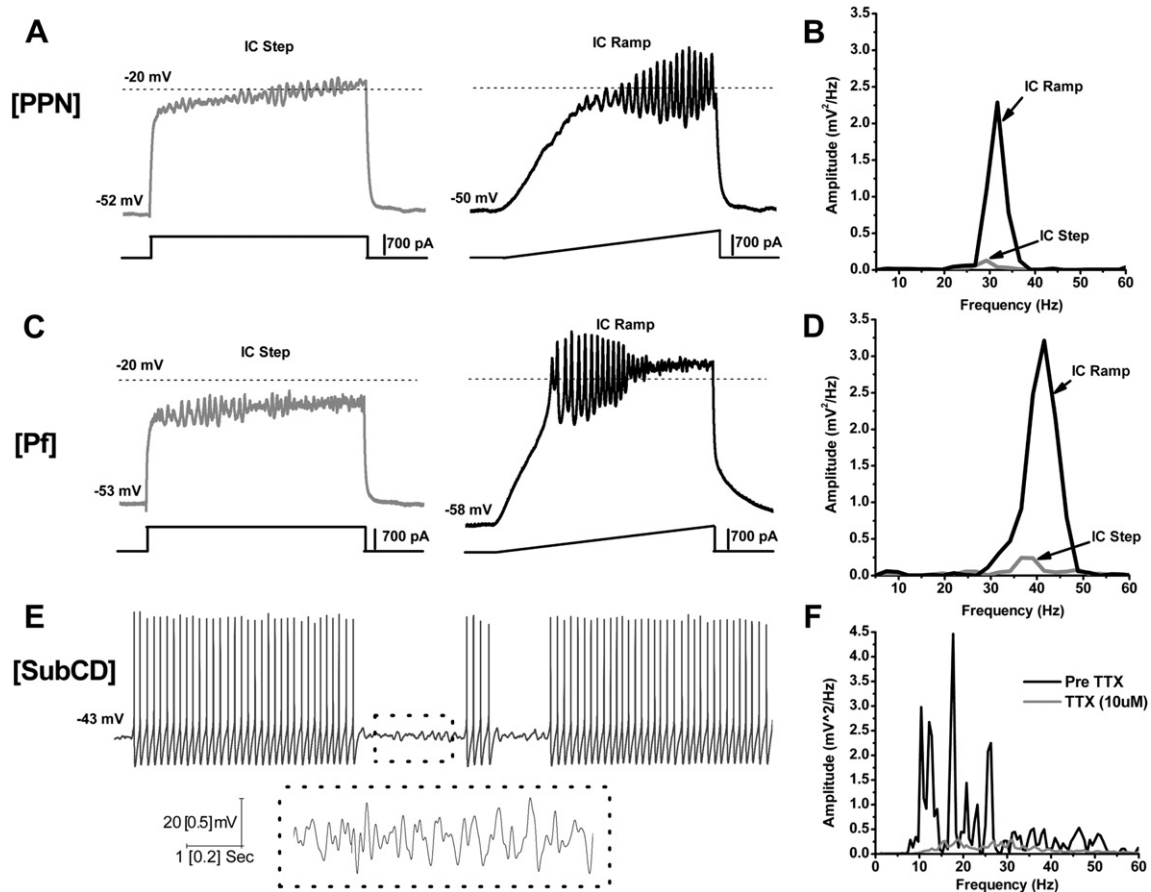 A
IC Step
IC Ramp
-20 mV
[PPN]
-52 mV
-50 mV
700 pA
700 pA
B
Amplitude (mV²/Hz)
3.5
3.0
2.5
2.0
1.5
1.0
0.5
0.0
IC Ramp
IC Step
10 20 30 40 50 60
Frequency (Hz)
C
IC Step
IC Ramp
-20 mV
[Pf]
-53 mV
-58 mV
700 pA
700 pA
D
Amplitude (mV²/Hz)
3.5
3.0
2.5
2.0
1.5
1.0
0.5
0.0
IC Ramp
IC Step
10 20 30 40 50 60
Frequency (Hz)
E
[SubCD]
-43 mV
20 [0.5]mV
1 [0.2] Sec
F
Amplitude (mV^2/Hz)
4.5
4.0
3.5
3.0
2.5
2.0
1.5
1.0
0.5
0.0
Pre TTX
TTX (10uM)
0 10 20 30 40 50 60
Frequency (Hz)